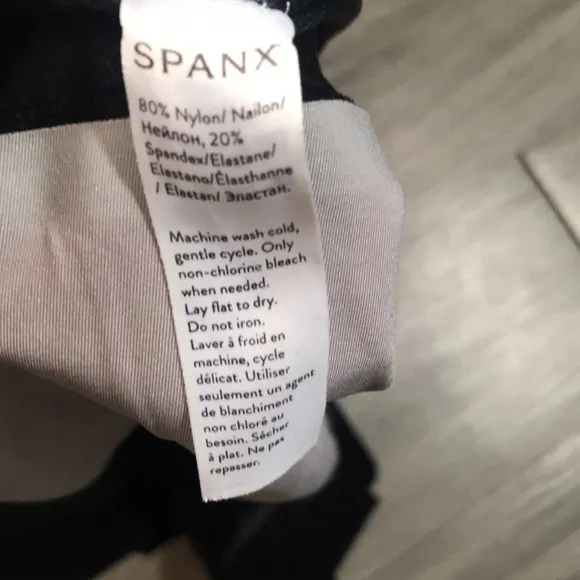 SPANX
80% Nylon/ Nailon/
Нейлон, 20%
Spandex/Elastane/
Elastano/Élasthanne
/ Elastan/ Эластан.
Machine wash cold,
gentle cycle. Only
non-chlorine bleach
when needed.
Lay flat to dry.
Do not iron.
Laver à froid en
machine, cycle
délicat. Utiliser
seulement un agent
de blanchiment
non chloré au
besoin. Sécher
à plat. Ne pas
repasser.